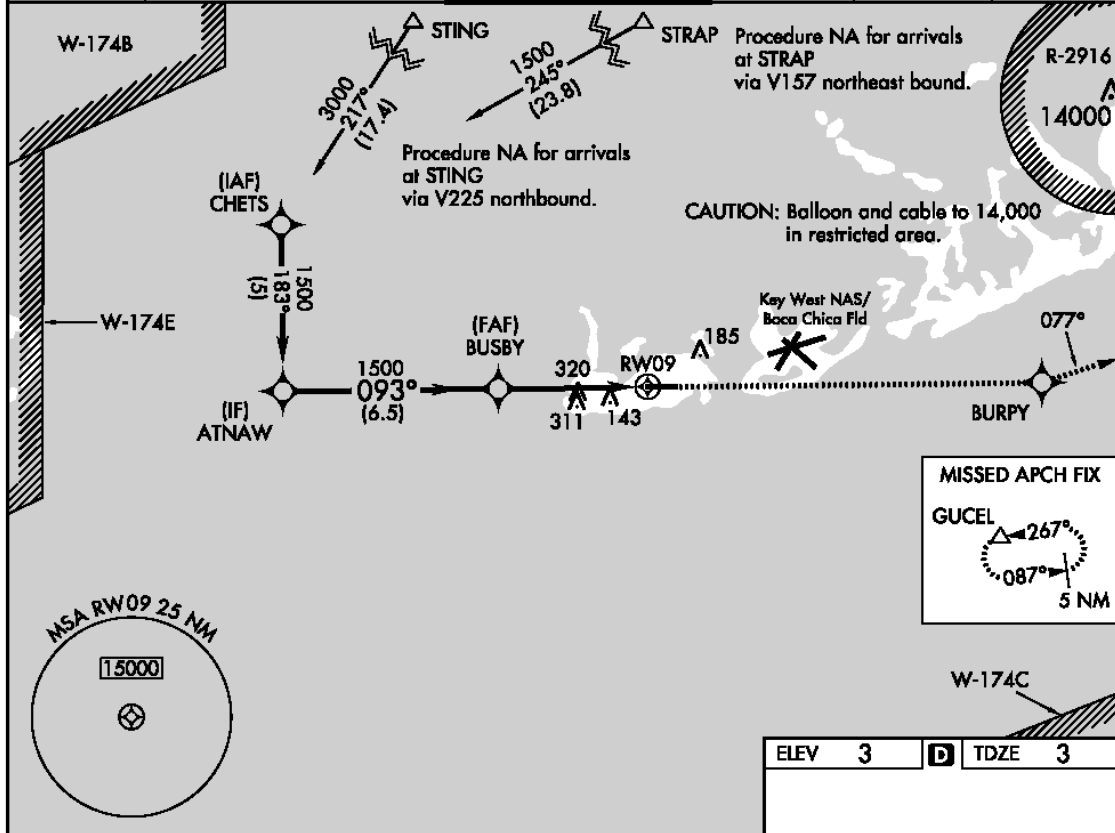 W-174B
STING
STRAP
Procedure NA for arrivals
at STRAP
via V157 northeast bound.
R-2916
14000
3000
217°
(17.4)
1500
245°
(23.8)
Procedure NA for arrivals
at STING
via V225 northbound.
(IAF)
CHETS
CAUTION: Balloon and cable to 14,000
in restricted area.
1500
183°
(5)
W-174E
Key West NAS/
Boca Chica Fld
077°
(FAF)
BUSBY
185
1500
093°
(6.5)
320
RW09
311
143
(IF)
ATNAW
BURPY
MISSED APCH FIX
GUCEL
267°
087°
5 NM
MSA RW09 25 NM
15000
W-174C
ELEV 3 D TDZE 3